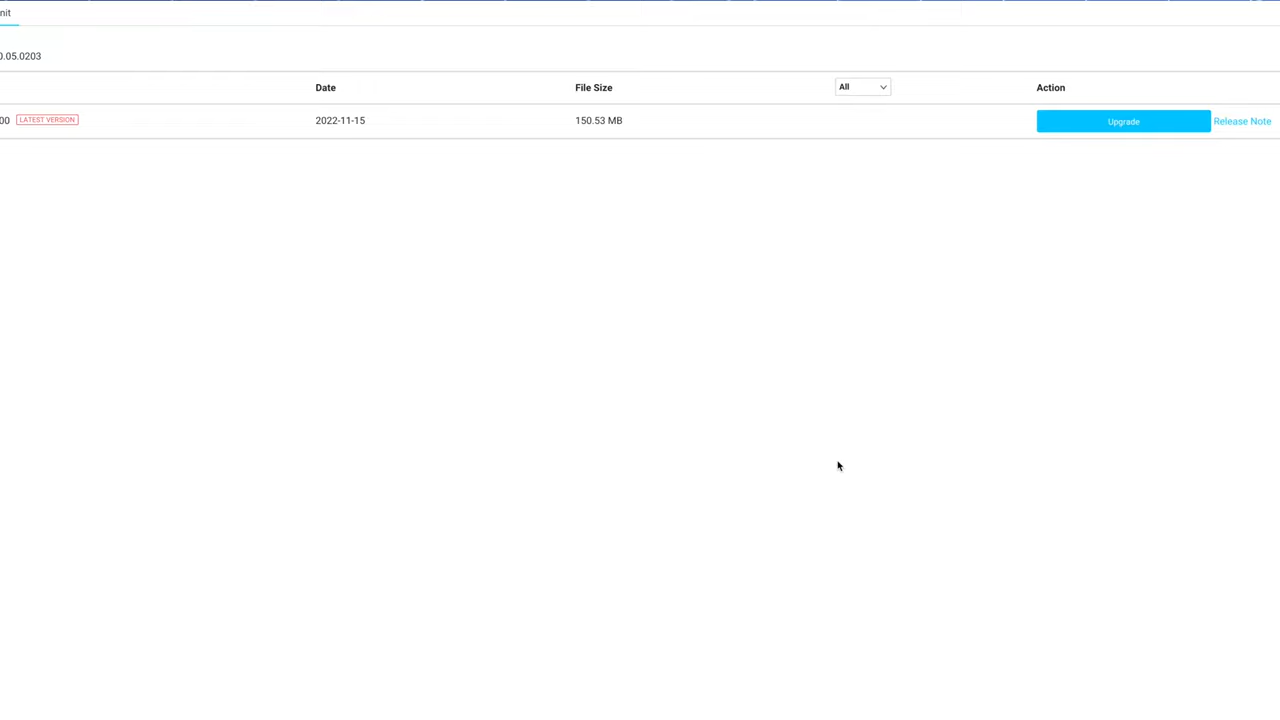 nit
0.05.0203
Date File Size All Action
00 LATEST VERSION 2022-11-15 150.53 MB Upgrade Release Note